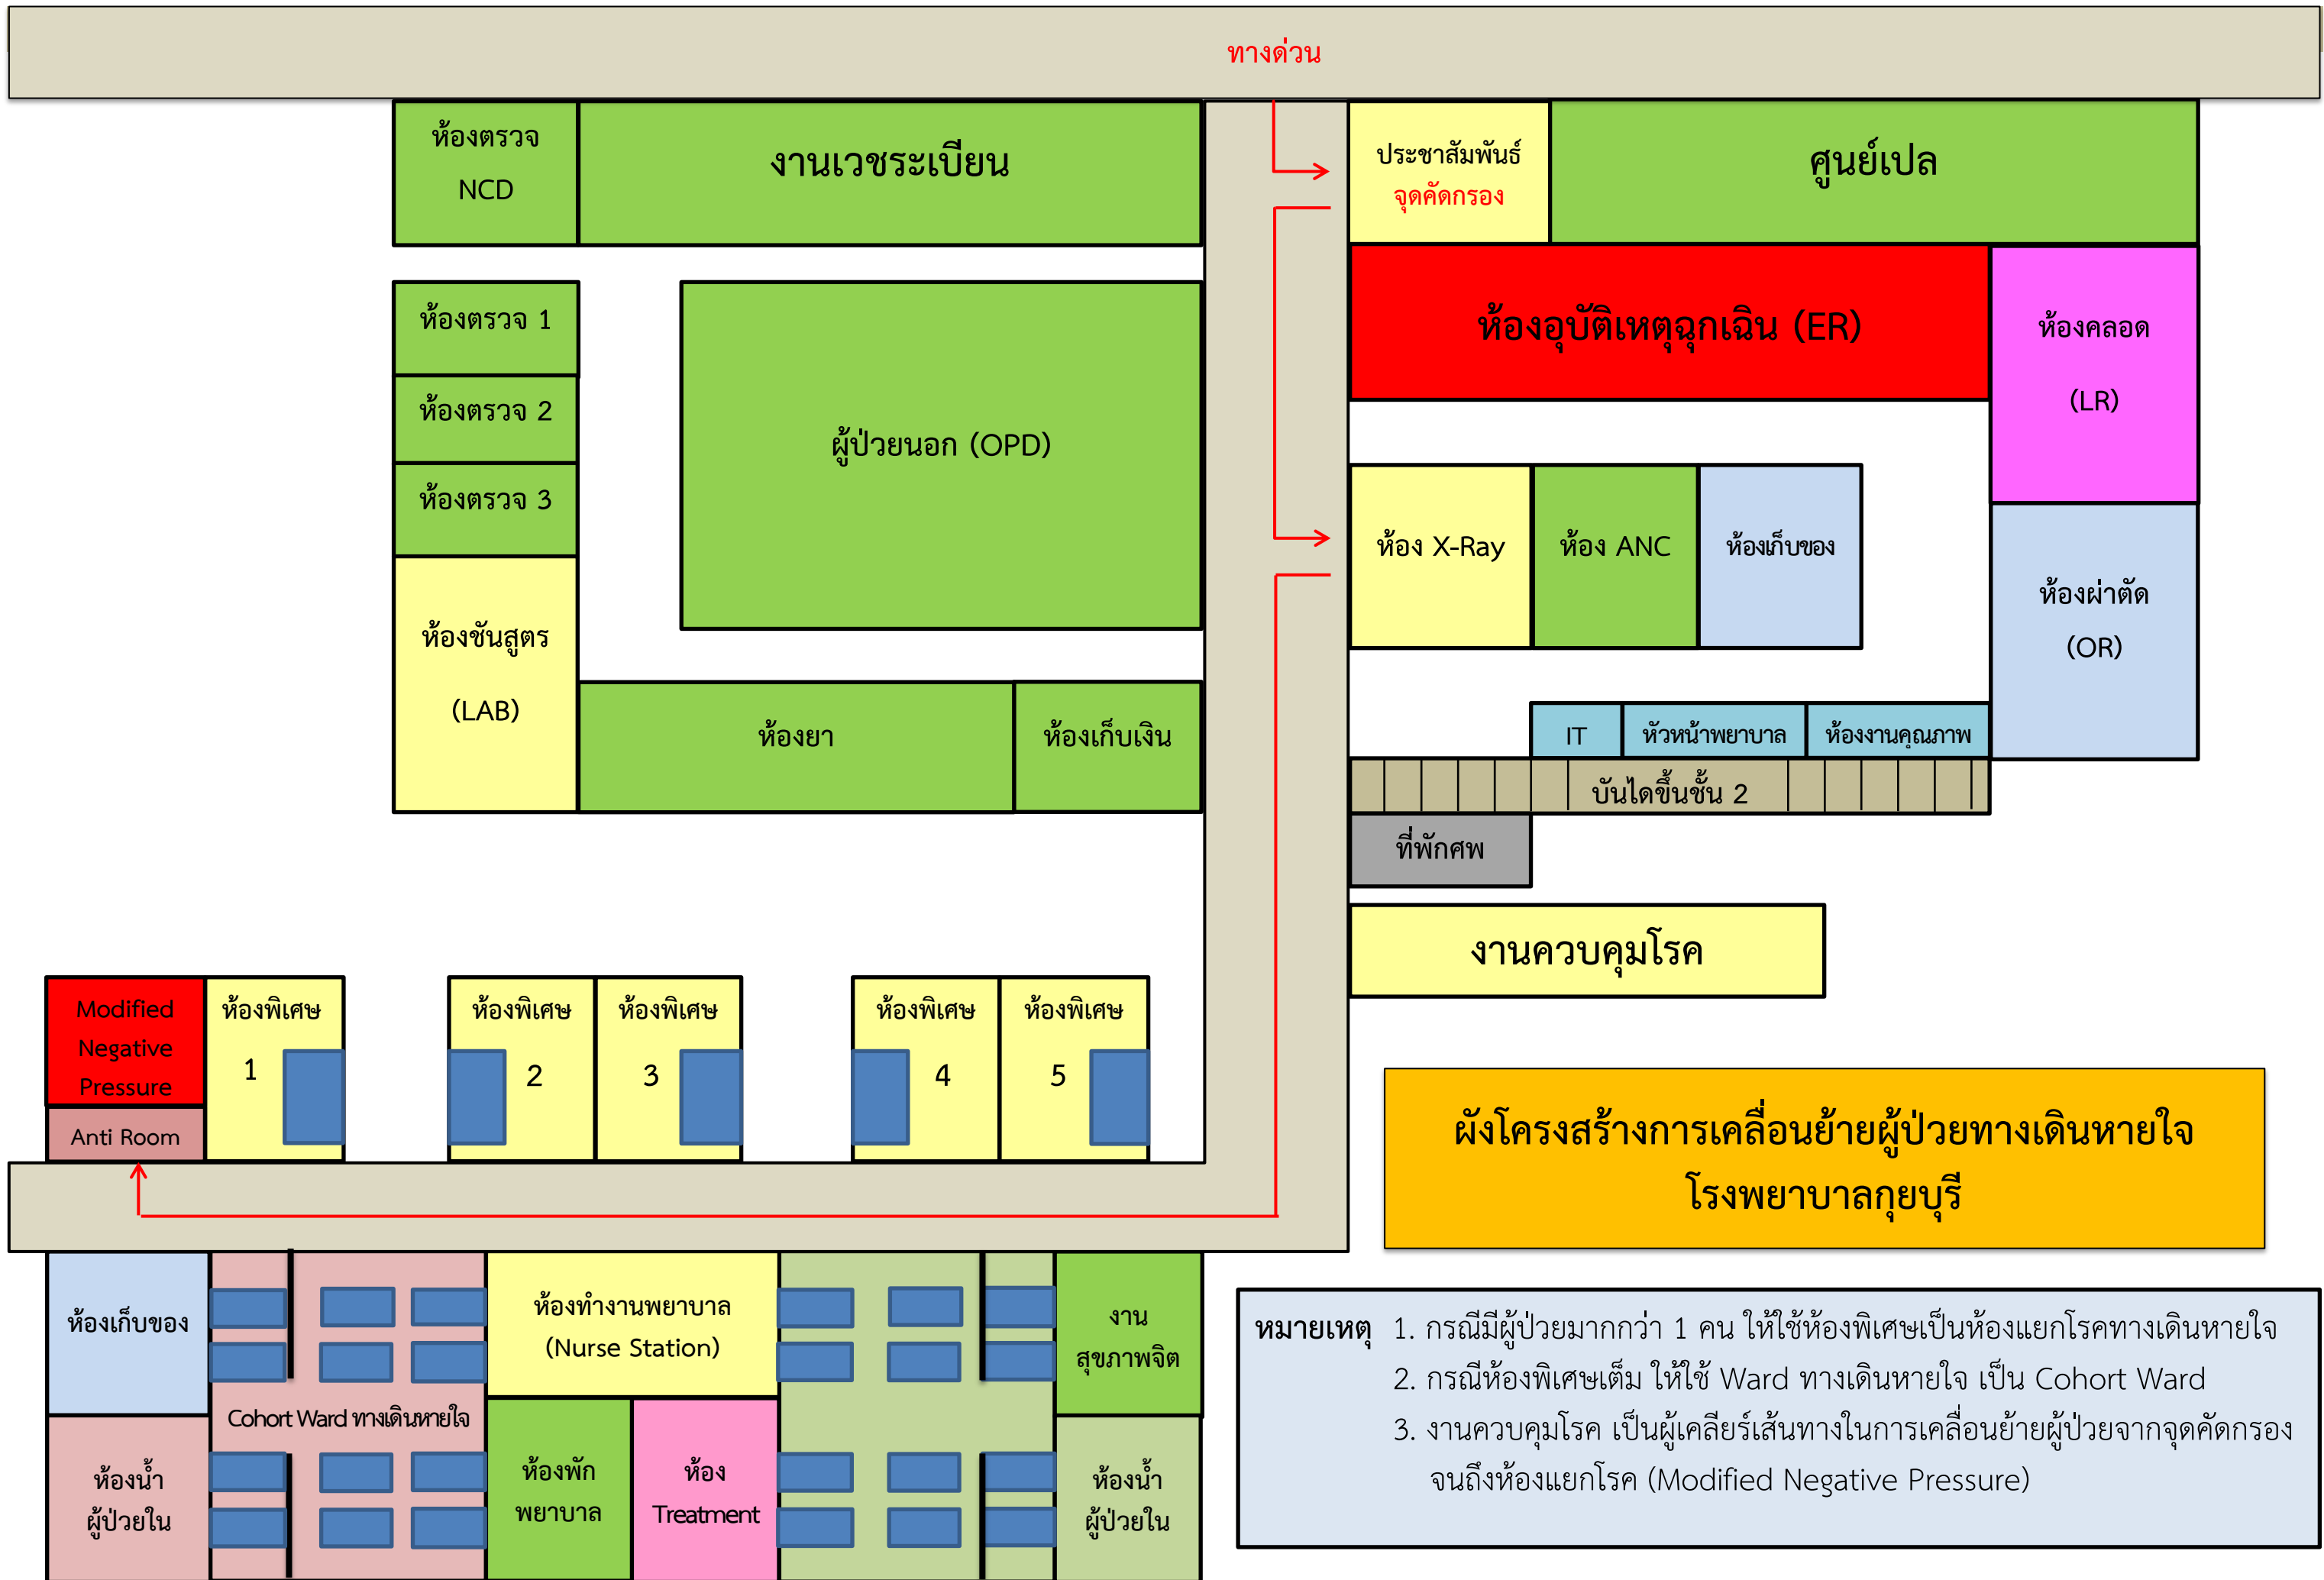 ทางด่วน
ห้องตรวจ
NCD
งานเวชระเบียน
ประชาสัมพันธ์
จุดคัดกรอง
ศูนย์เปล
ห้องตรวจ 1
ห้องตรวจ 2
ห้องตรวจ 3
ผู้ป่วยนอก (OPD)
ห้องอุบัติเหตุฉุกเฉิน (ER)
ห้องคลอด
(LR)
ห้อง X-Ray
ห้อง ANC
ห้องเก็บของ
ห้องผ่าตัด
(OR)
ห้องชันสูตร
(LAB)
ห้องยา
ห้องเก็บเงิน
IT
หัวหน้าพยาบาล
ห้องงานคุณภาพ
บันไดขึ้นชั้น 2
ที่พักศพ
งานควบคุมโรค
Modified
Negative
Pressure
Anti Room
ห้องพิเศษ
1
ห้องพิเศษ
2
ห้องพิเศษ
3
ห้องพิเศษ
4
ห้องพิเศษ
5
ผังโครงสร้างการเคลื่อนย้ายผู้ป่วยทางเดินหายใจ
โรงพยาบาลกุยบุรี
ห้องเก็บของ
ห้องน้ำ
ผู้ป่วยใน
Cohort Ward ทางเดินหายใจ
ห้องทำงานพยาบาล
(Nurse Station)
ห้องพัก
พยาบาล
ห้อง
Treatment
งาน
สุขภาพจิต
ห้องน้ำ
ผู้ป่วยใน
หมายเหตุ 1. กรณีมีผู้ป่วยมากกว่า 1 คน ให้ใช้ห้องพิเศษเป็นห้องแยกโรคทางเดินหายใจ
2. กรณีห้องพิเศษเต็ม ให้ใช้ Ward ทางเดินหายใจ เป็น Cohort Ward
3. งานควบคุมโรค เป็นผู้เคลียร์เส้นทางในการเคลื่อนย้ายผู้ป่วยจากจุดคัดกรอง
จนถึงห้องแยกโรค (Modified Negative Pressure)